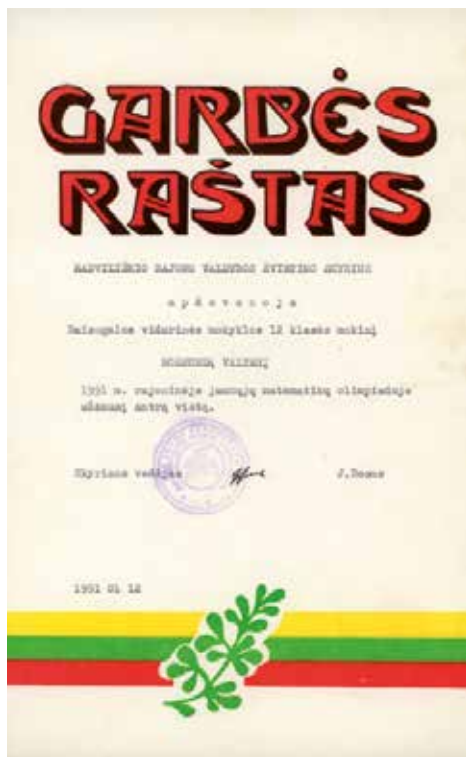 GARBĖS
RAŠTAS
RADVILIŠKIO RAJONO VALDYBOS ŠVIETIMO SKYRIUS
apdovanoja
Baisogalos vidurinės mokyklos 12 klasės mokinį
VALDELĮ
1991 m. rajoninėje jaunųjų matematikų olimpiadoje
užėmusį antrą vietą.
Skyriaus vedėjas
1991 01 12